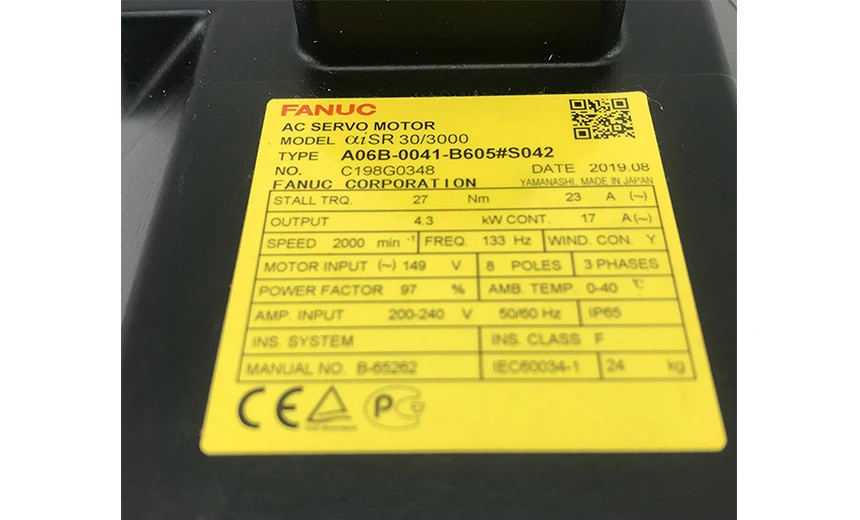 FANUC
AC SERVO MOTOR
MODEL αiSR 30/3000
TYPE A06B-0041-B605#S042
NO. C198G0348 DATE 2019.08
FANUC CORPORATION YAMANASHI, MADE IN JAPAN
STALL TRQ. 27 Nm 23 A (~)
OUTPUT 4.3 kW CONT. 17 A(~)
SPEED 2000 min⁻¹ FREQ. 133 Hz WIND. CON. Y
MOTOR INPUT (~) 149 V 8 POLES 3 PHASES
POWER FACTOR 97 % AMB. TEMP. 0-40 ℃
AMP. INPUT 200-240 V 50/60 Hz IP65
INS. SYSTEM INS. CLASS F
MANUAL NO. B-65262 IEC60034-1 24 kg
CE